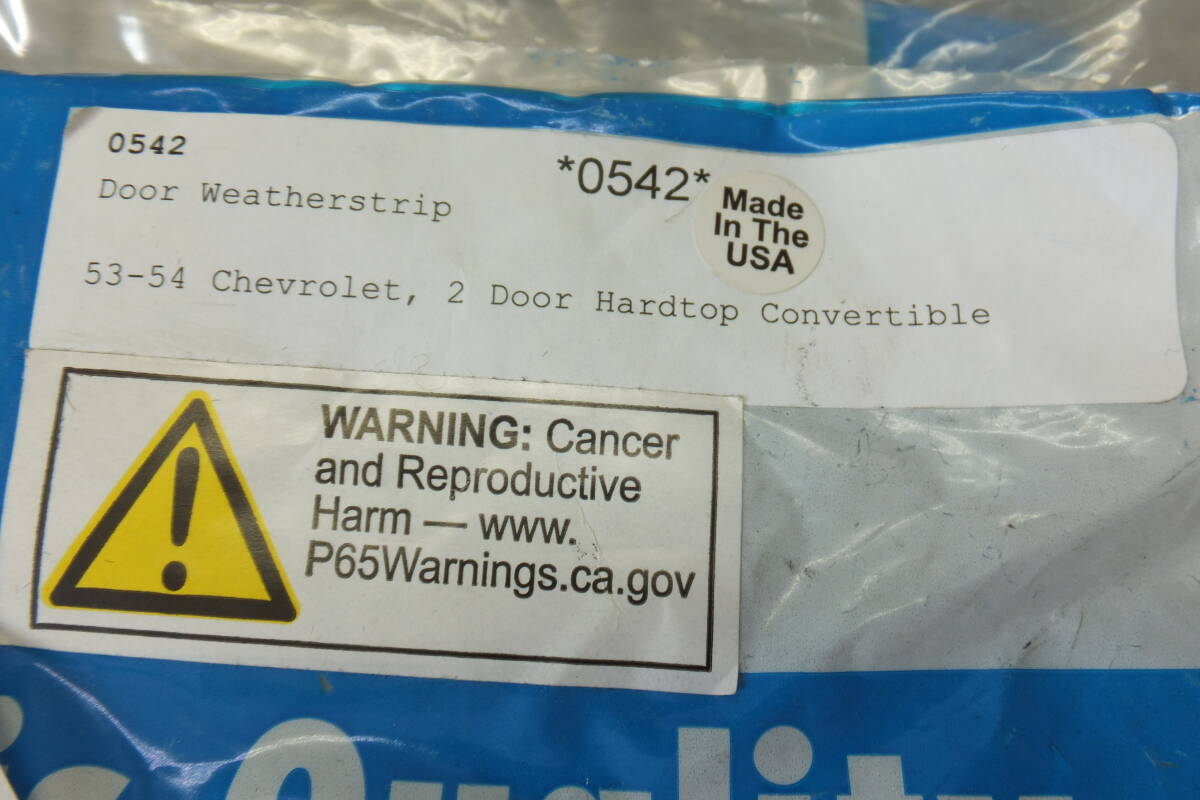 0542
*0542*
Door Weatherstrip
Made
In The
USA
53-54 Chevrolet, 2 Door Hardtop Convertible
WARNING: Cancer
and Reproductive
Harm — www.
P65Warnings.ca.gov
Quality